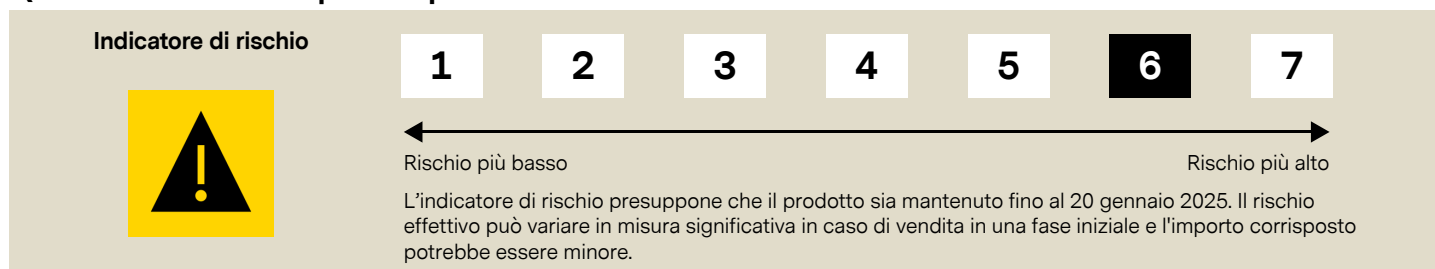 Indicatore di rischio
1 2 3 4 5 6 7
Rischio più basso Rischio più alto
L'indicatore di rischio presuppone che il prodotto sia mantenuto fino al 20 gennaio 2025. Il rischio
effettivo può variare in misura significativa in caso di vendita in una fase iniziale e l'importo corrisposto
potrebbe essere minore.